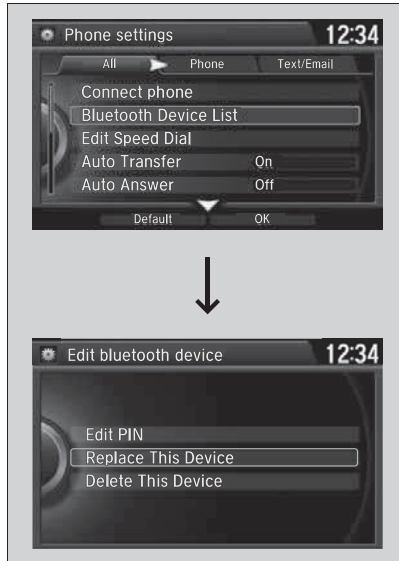 Phone settings 12:34
All Phone Text/Email
Connect phone
Bluetooth Device List
Edit Speed Dial
Auto Transfer On
Auto Answer Off
Default OK
Edit bluetooth device 12:34
Edit PIN
Replace This Device
Delete This Device